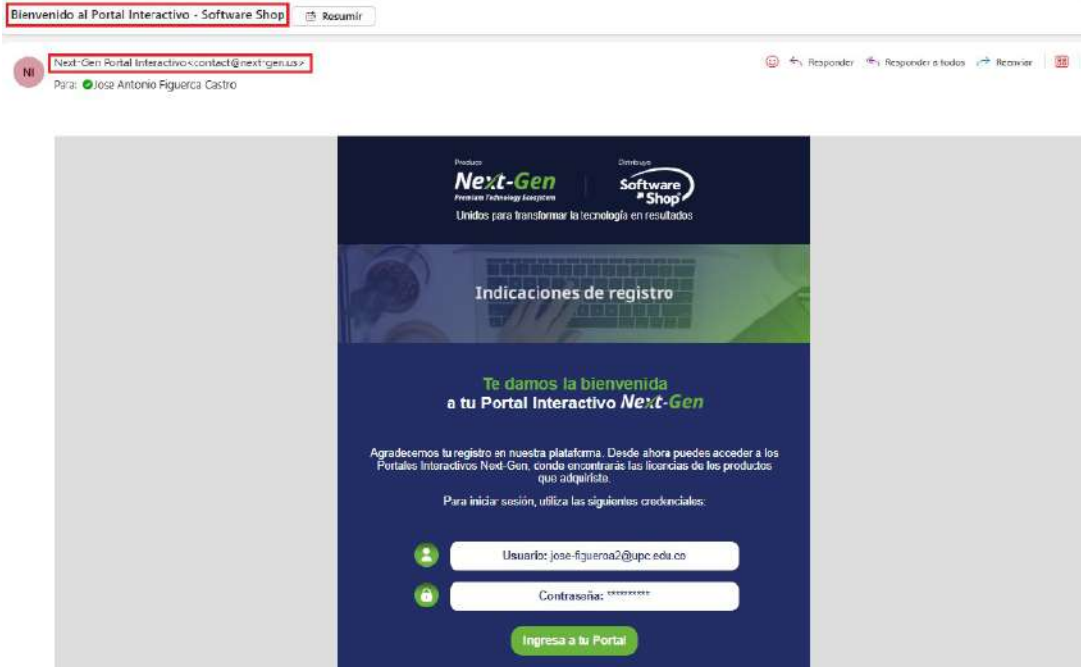 Bienvenido al Portal Interactivo - Software Shop
Resumir
NI
Next-Gen Portal Interactivo<contact@next-gen.us>
Responder
Responder a todos
Reenviar
Para: Jose Antonio Figueroa Castro
Produce
Distribuye
Next-Gen
Software Shop
Premium Technology Ecosystem
Unidos para transformar la tecnología en resultados
Indicaciones de registro
Te damos la bienvenida
a tu Portal Interactivo Next-Gen
Agradecemos tu registro en nuestra plataforma. Desde ahora puedes acceder a los
Portales Interactivos Next-Gen, donde encontrarás las licencias de los productos
que adquiriste.
Para iniciar sesión, utiliza las siguientes credenciales:
Usuario: jose-figueroa2@upc.edu.co
Contraseña: **********
Ingresa a tu Portal